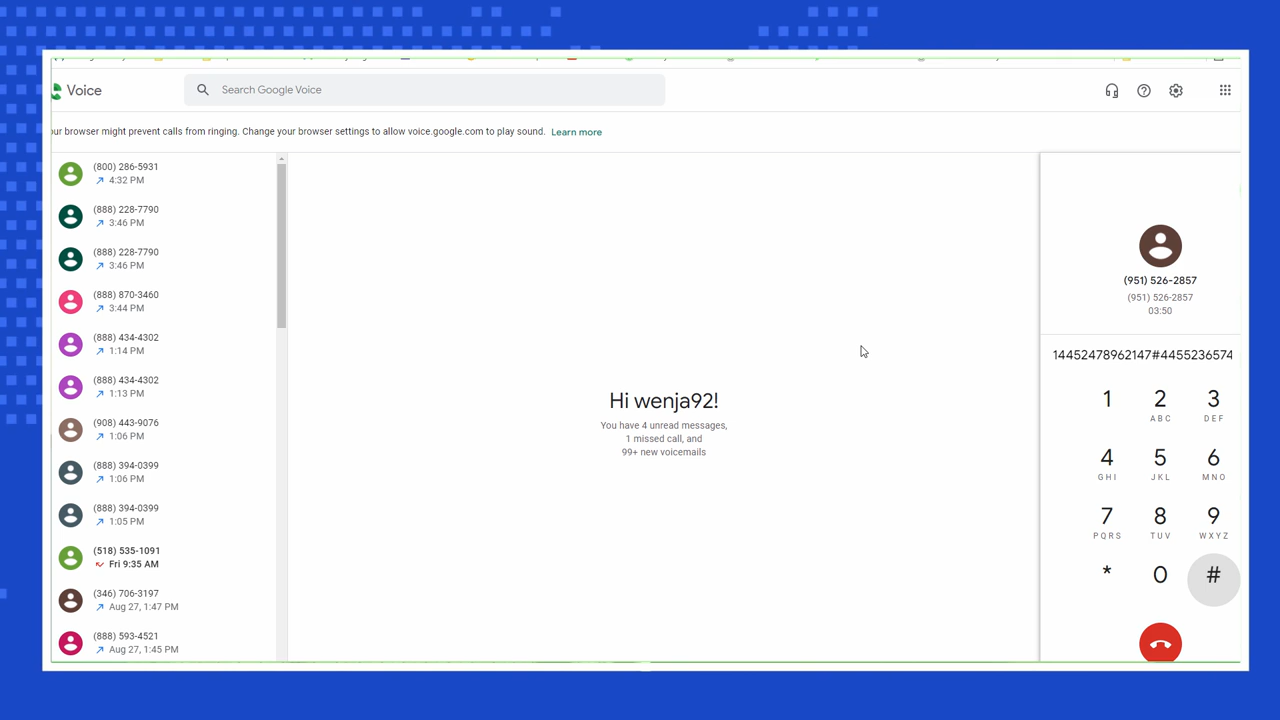 Voice
Search Google Voice
ur browser might prevent calls from ringing. Change your browser settings to allow voice.google.com to play sound. Learn more
(800) 286-5931
4:32 PM
(888) 228-7790
3:46 PM
(888) 228-7790
3:46 PM
(888) 870-3460
3:44 PM
(888) 434-4302
1:14 PM
(888) 434-4302
1:13 PM
(908) 443-9076
1:06 PM
(888) 394-0399
1:06 PM
(888) 394-0399
1:05 PM
(518) 535-1091
Fri 9:35 AM
(346) 706-3197
Aug 27, 1:47 PM
(888) 593-4521
Aug 27, 1:45 PM
Hi wenja92!
You have 4 unread messages,
1 missed call, and
99+ new voicemails
(951) 526-2857
(951) 526-2857
03:50
14452478962147#4455236574
1 2 3
ABC DEF
4 5 6
GHI JKL MNO
7 8 9
PQRS TUV WXYZ
* 0 #